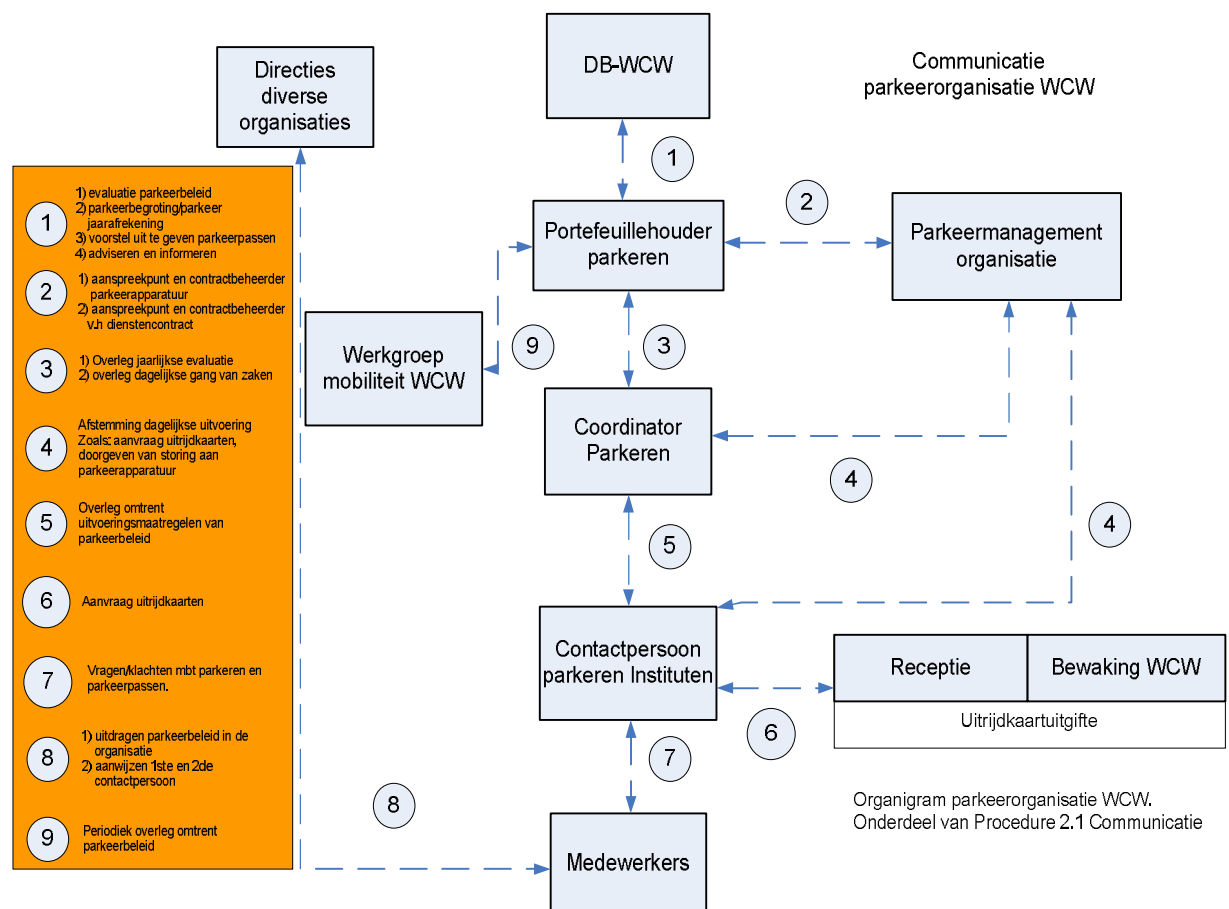 Directies
diverse
organisaties
DB-WCW
Communicatie
parkeerorganisatie WCW
1
2
Portefeuillehouder
parkeren
Parkeermanagement
organisatie
9
3
Werkgroep
mobiliteit WCW
Coordinator
Parkeren
4
5
4
Contactpersoon
parkeren Instituten
Receptie
Bewaking WCW
Uitrijdkaartuitgifte
6
7
8
Medewerkers
Organigram parkeerorganisatie WCW.
Onderdeel van Procedure 2.1 Communicatie
1
1) evaluatie parkeerbeleid
2) parkeerbegroting/parkeer
jaarafrekening
3) voorstel uit te geven parkeerpassen
4) adviseren en informeren
2
1) aanspreekpunt en contractbeheerder
parkeerapparatuur
2) aanspreekpunt en contractbeheerder
v.h dienstencontract
3
1) Overleg jaarlijkse evaluatie
2) overleg dagelijkse gang van zaken
4
Afstemming dagelijkse uitvoering
Zoals: aanvraag uitrijdkaarten,
doorgeven van storing aan
parkeerapparatuur
5
Overleg omtrent
uitvoeringsmaatregelen van
parkeerbeleid
6
Aanvraag uitrijdkaarten
7
Vragen/klachten mbt parkeren en
parkeerpassen.
8
1) uitdragen parkeerbeleid in de
organisatie
2) aanwijzen 1ste en 2de
contactpersoon
9
Periodiek overleg omtrent
parkeerbeleid